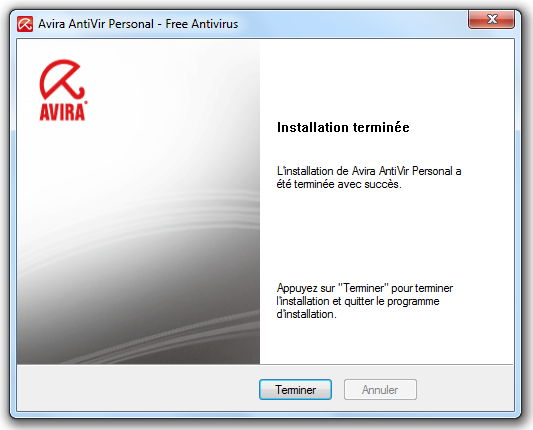 Avira AntiVir Personal - Free Antivirus
AVIRA
Installation terminée
L'installation de Avira AntiVir Personal a
été terminée avec succès.
Appuyez sur "Terminer" pour terminer
l'installation et quitter le programme
d'installation.
Terminer
Annuler